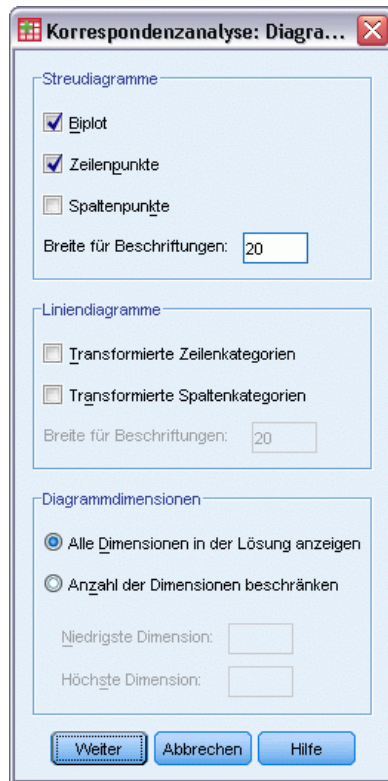 Korrespondenzanalyse: Diagra...
Streudiagramme
Biplot
Zeilenpunkte
Spaltenpunkte
Breite für Beschriftungen: 20
Liniendiagramme
Transformierte Zeilenkategorien
Transformierte Spaltenkategorien
Breite für Beschriftungen: 20
Diagrammdimensionen
Alle Dimensionen in der Lösung anzeigen
Anzahl der Dimensionen beschränken
Niedrigste Dimension:
Höchste Dimension:
Weiter Abbrechen Hilfe